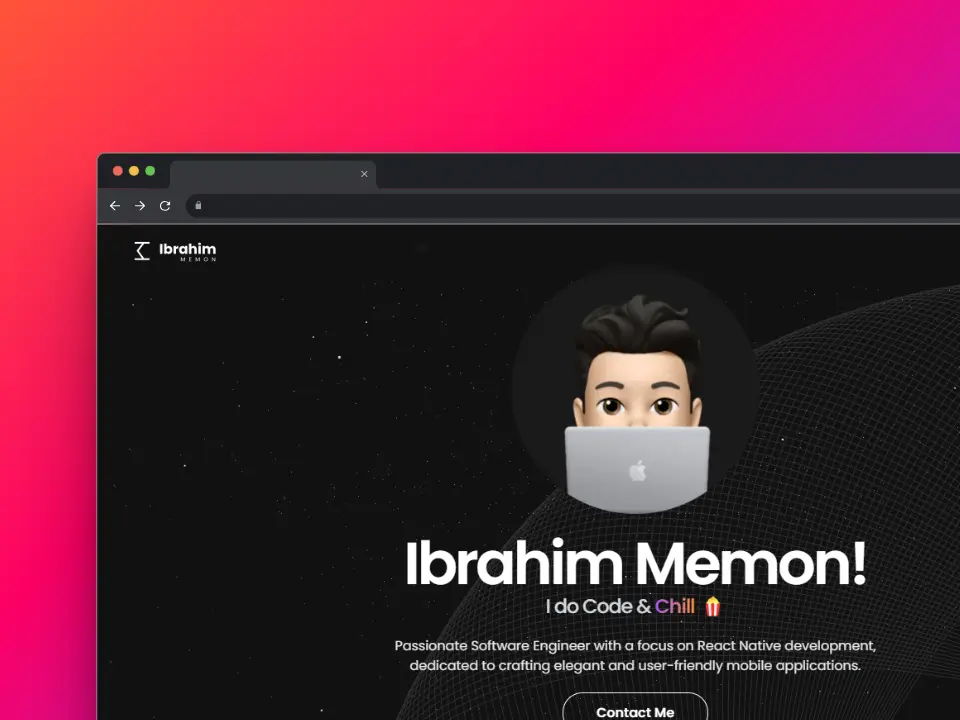 Ibrahim
MEMON
Ibrahim Memon!
I do Code & Chill 🍿
Passionate Software Engineer with a focus on React Native development,
dedicated to crafting elegant and user-friendly mobile applications.
Contact Me